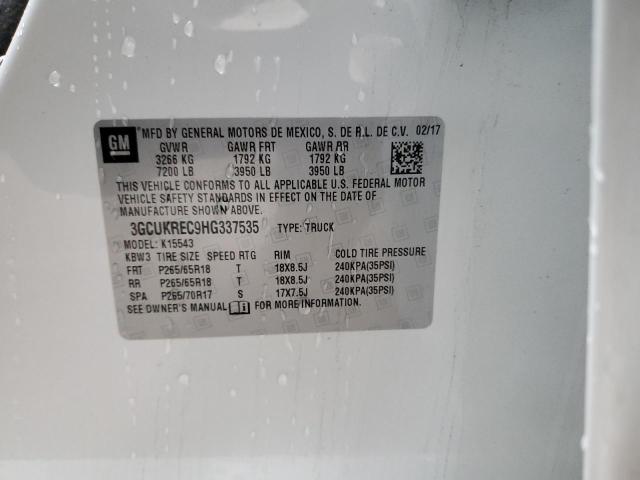 GM MFD BY GENERAL MOTORS DE MEXICO, S. DE R.L. DE C.V. 02/17
GVWR GAWR FRT GAWR RR
3266 KG 1792 KG 1792 KG
7200 LB 3950 LB 3950 LB
THIS VEHICLE CONFORMS TO ALL APPLICABLE U.S. FEDERAL MOTOR
VEHICLE SAFETY STANDARDS IN EFFECT ON THE DATE OF
MANUFACTURE SHOWN ABOVE.
3GCUKREC9HG337535 TYPE: TRUCK
MODEL: K15543
KBW3 TIRE SIZE SPEED RTG RIM COLD TIRE PRESSURE
FRT P265/65R18 T 18X8.5J 240KPA(35PSI)
RR P265/65R18 T 18X8.5J 240KPA(35PSI)
SPA P265/70R17 S 17X7.5J 240KPA(35PSI)
SEE OWNER'S MANUAL FOR MORE INFORMATION.